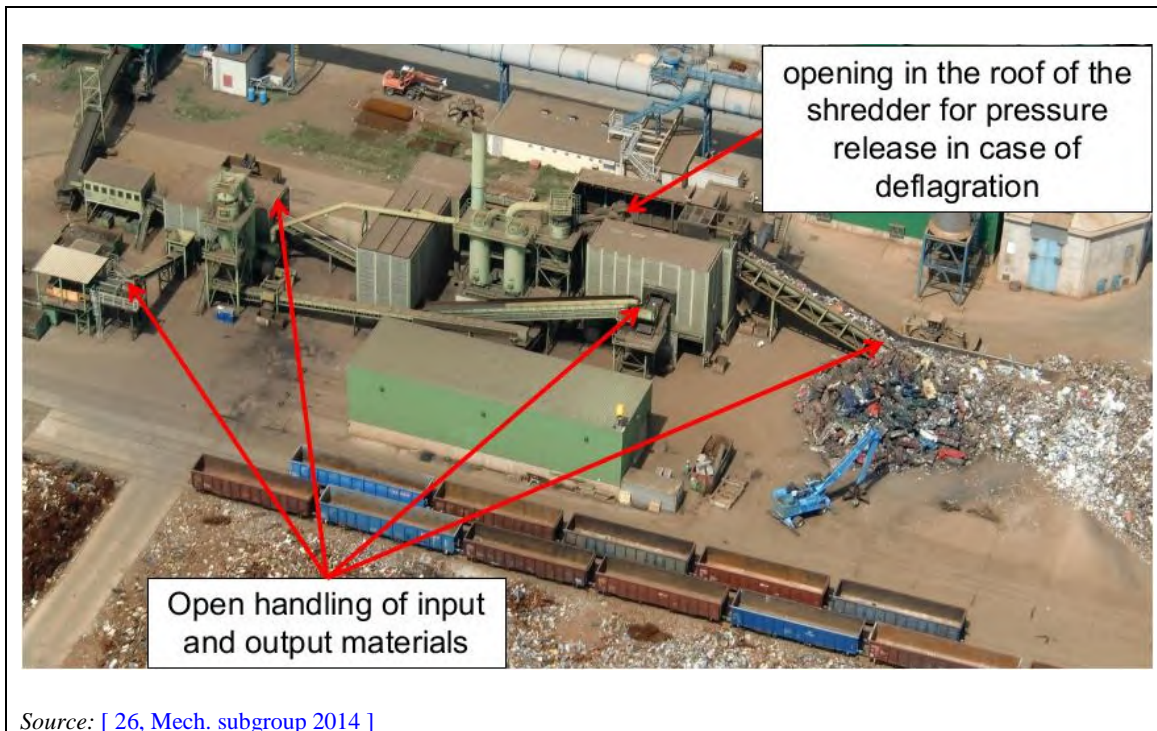 opening in the roof of the
shredder for pressure
release in case of
deflagration
Open handling of input
and output materials
Source: [ 26, Mech. subgroup 2014 ]